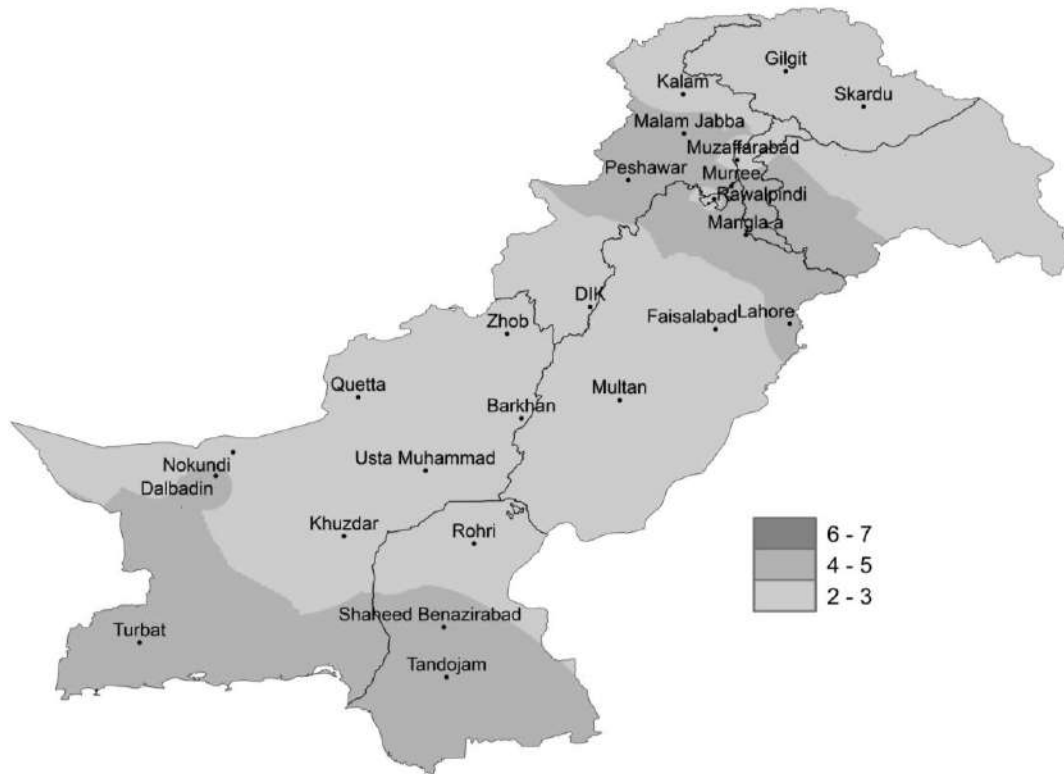 Gilgit
Kalam
Skardu
Malam Jabba
Muzaffarabad
Peshawar
Murree
Rawalpindi
Mangla a
DIK
Zhob
Faisalabad
Lahore
Quetta
Multan
Barkhan
Nokundi
Usta Muhammad
Dalbadin
Khuzdar
Rohri
6 - 7
4 - 5
2 - 3
Shaheed Benazirabad
Turbat
Tandojam